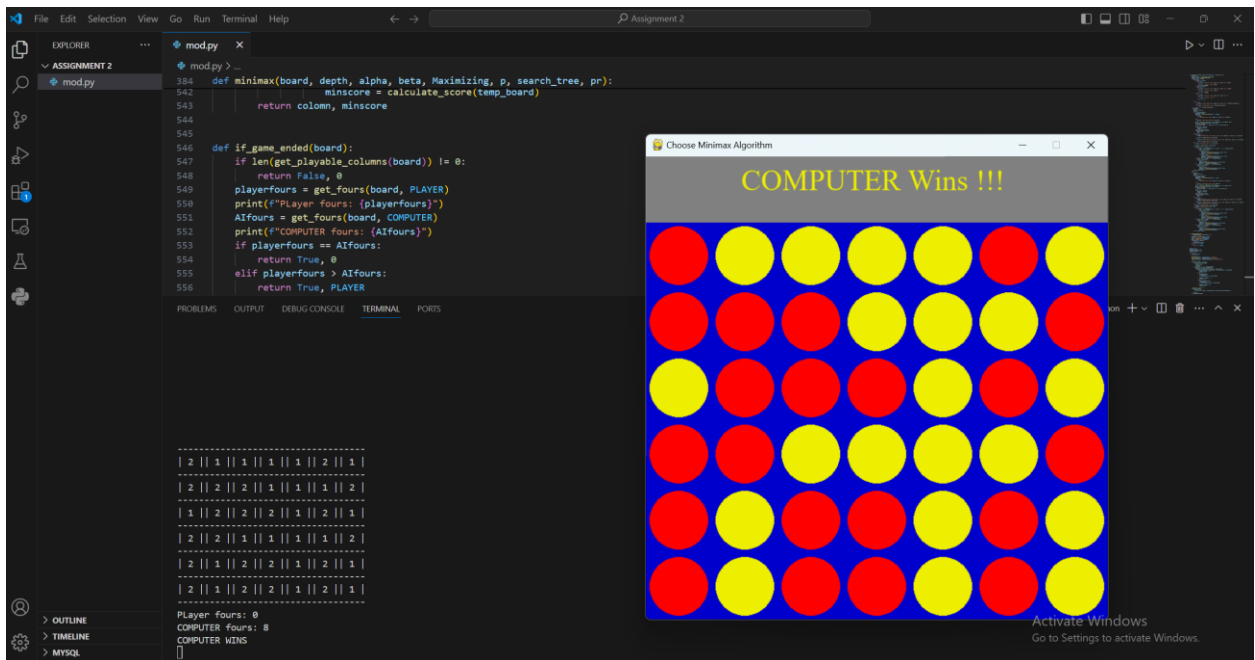 File Edit Selection View Go Run Terminal Help
Assignment 2
EXPLORER
ASSIGNMENT 2
mod.py
OUTLINE
TIMELINE
MYSQL
mod.py
mod.py > ...
384 def minimax(board, depth, alpha, beta, Maximizing, p, search_tree, pr):
542 minscore = calculate_score(temp_board)
543 return colomn, minscore
544
545
546 def if_game_ended(board):
547 if len(get_playable_columns(board)) != 0:
548 return False, 0
549 playerfours = get_fours(board, PLAYER)
550 print(f"PLayer fours: {playerfours}")
551 AIfours = get_fours(board, COMPUTER)
552 print(f"COMPUTER fours: {AIfours}")
553 if playerfours == AIfours:
554 return True, 0
555 elif playerfours > AIfours:
556 return True, PLAYER
PROBLEMS OUTPUT DEBUG CONSOLE TERMINAL PORTS
| 2 || 1 || 1 || 1 || 1 || 2 || 1 |
| 2 || 2 || 2 || 1 || 1 || 1 || 2 |
| 1 || 2 || 2 || 2 || 1 || 2 || 1 |
| 2 || 2 || 1 || 1 || 1 || 1 || 2 |
| 2 || 1 || 2 || 2 || 1 || 2 || 1 |
| 2 || 1 || 2 || 2 || 1 || 2 || 1 |
PLayer fours: 0
COMPUTER fours: 8
COMPUTER WINS
Choose Minimax Algorithm
COMPUTER Wins !!!
Activate Windows
Go to Settings to activate Windows.